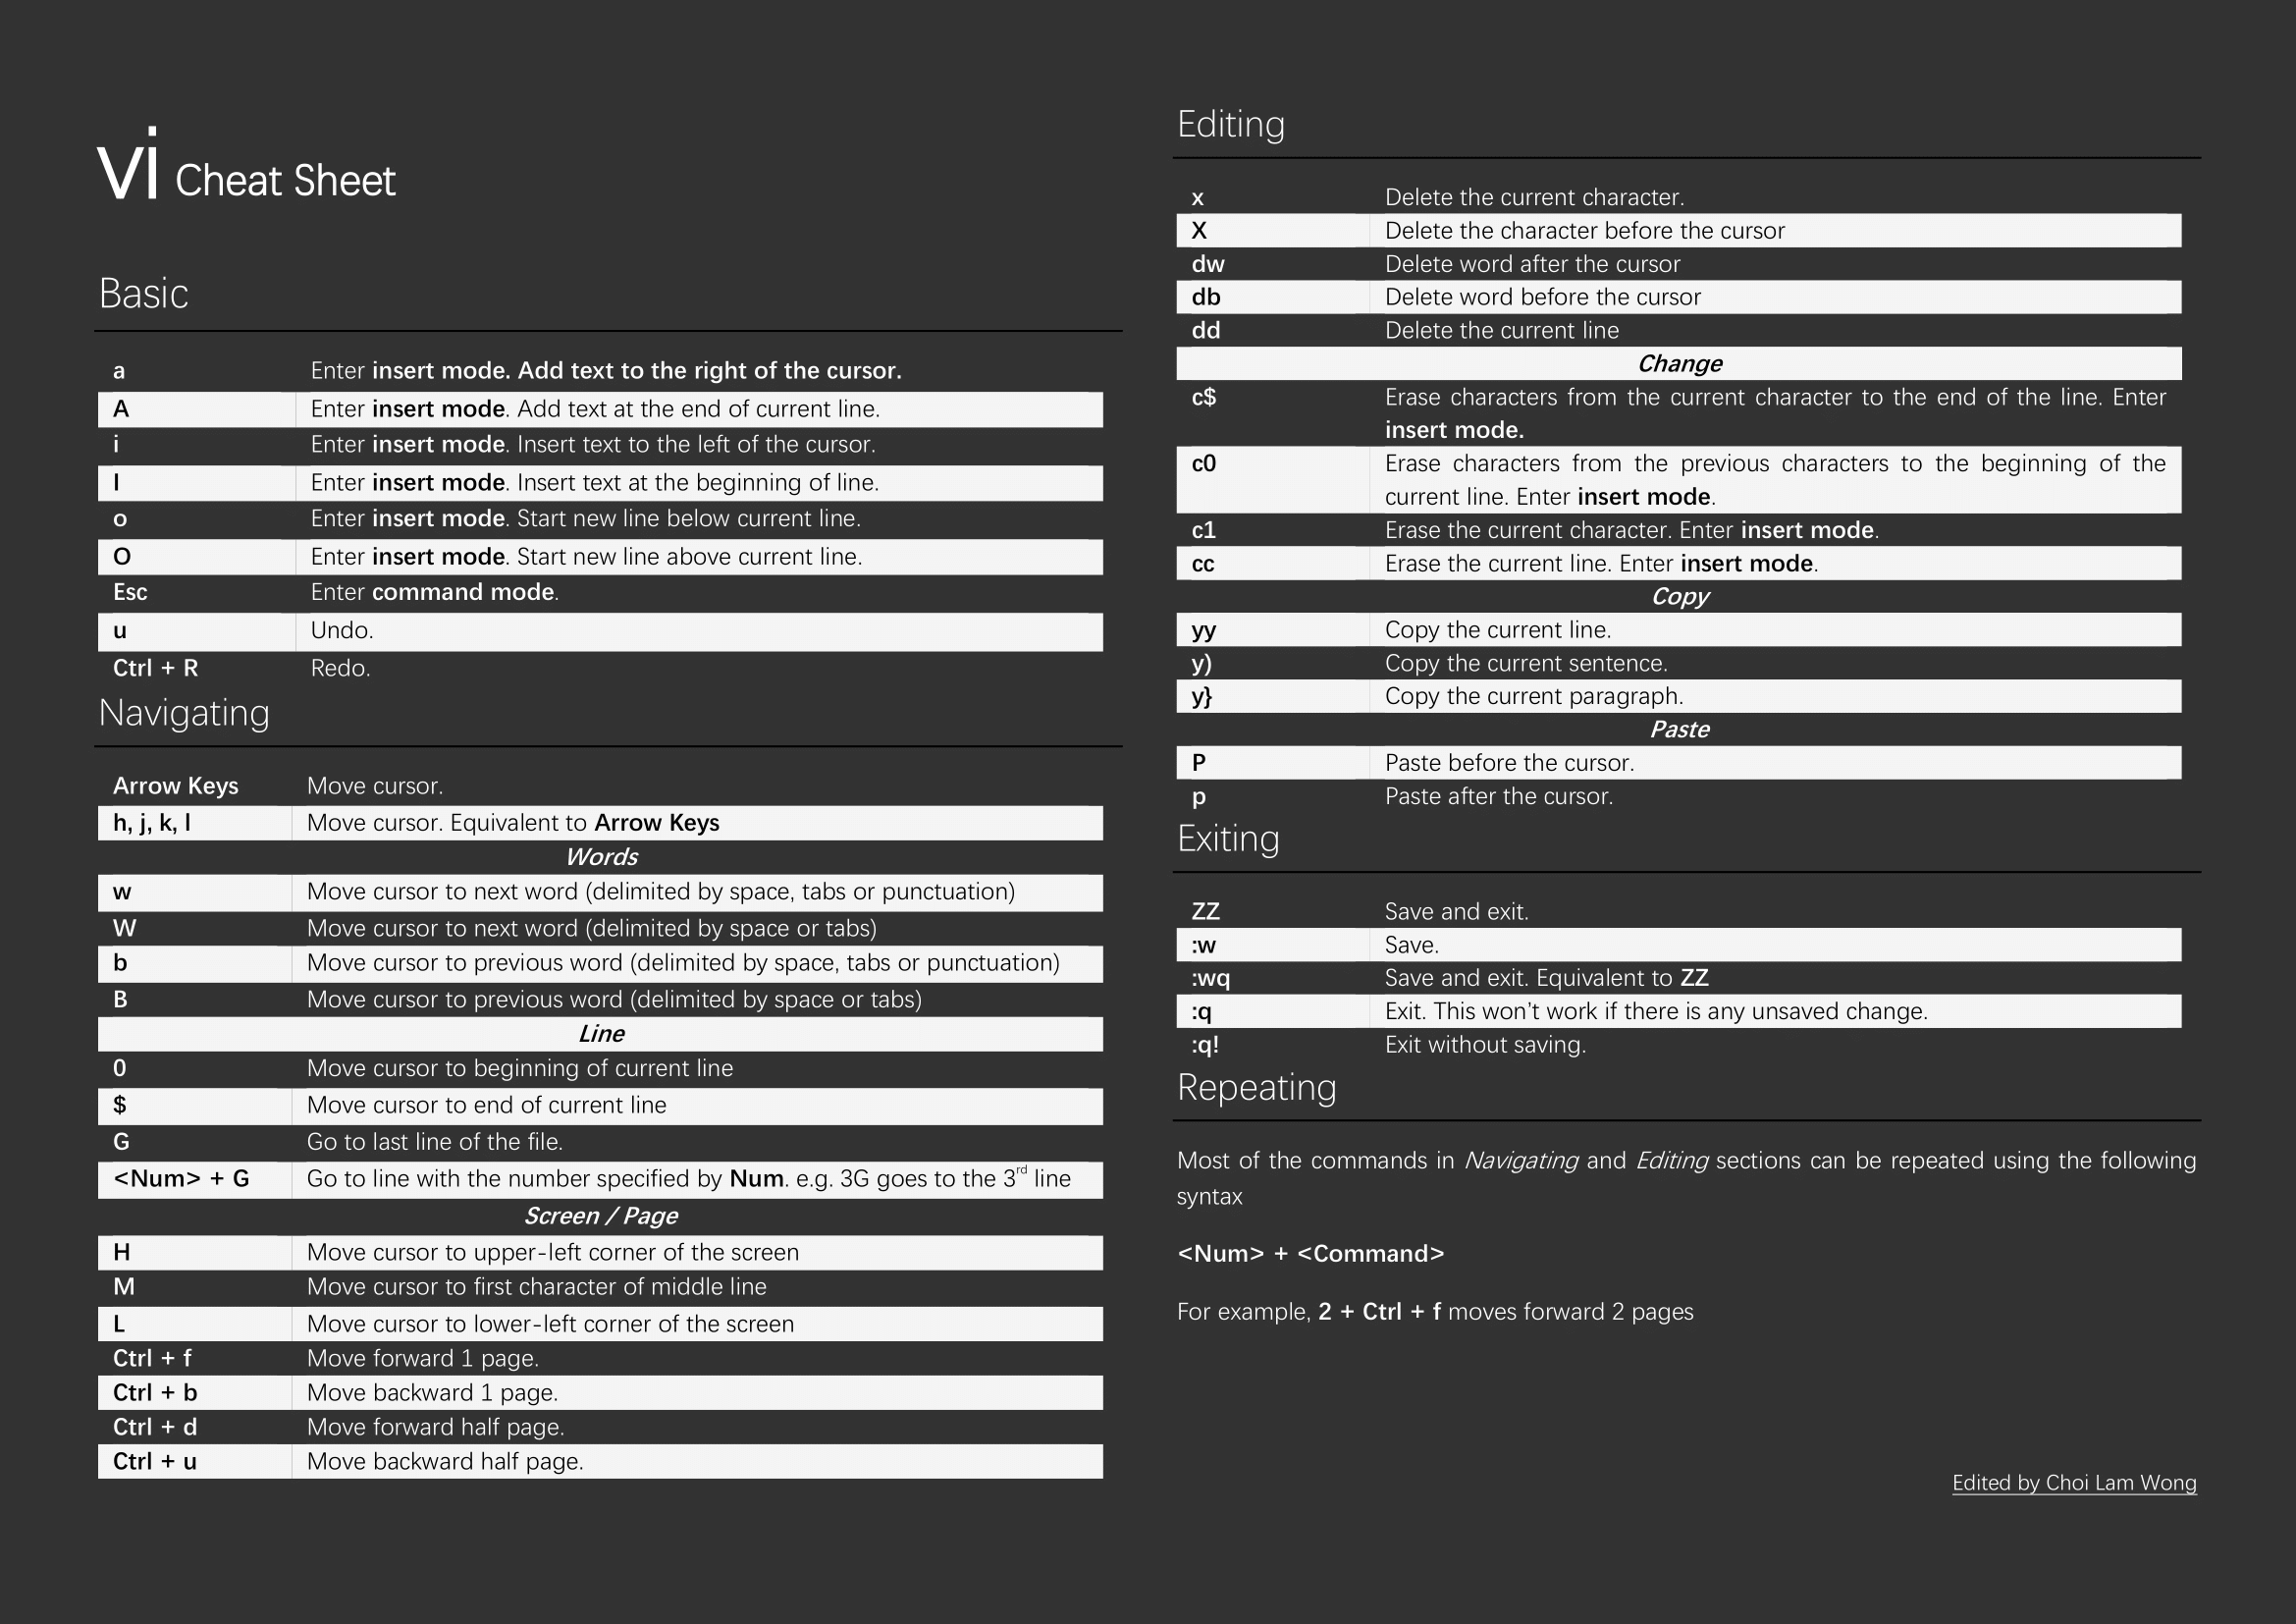 vi Cheat Sheet
Basic
a Enter insert mode. Add text to the right of the cursor.
A Enter insert mode. Add text at the end of current line.
i Enter insert mode. Insert text to the left of the cursor.
I Enter insert mode. Insert text at the beginning of line.
o Enter insert mode. Start new line below current line.
O Enter insert mode. Start new line above current line.
Esc Enter command mode.
u Undo.
Ctrl + R Redo.
Navigating
Arrow Keys Move cursor.
h, j, k, l Move cursor. Equivalent to Arrow Keys
Words
w Move cursor to next word (delimited by space, tabs or punctuation)
W Move cursor to next word (delimited by space or tabs)
b Move cursor to previous word (delimited by space, tabs or punctuation)
B Move cursor to previous word (delimited by space or tabs)
Line
0 Move cursor to beginning of current line
$ Move cursor to end of current line
G Go to last line of the file.
<Num> + G Go to line with the number specified by Num. e.g. 3G goes to the 3rd line
Screen / Page
H Move cursor to upper-left corner of the screen
M Move cursor to first character of middle line
L Move cursor to lower-left corner of the screen
Ctrl + f Move forward 1 page.
Ctrl + b Move backward 1 page.
Ctrl + d Move forward half page.
Ctrl + u Move backward half page.
Editing
x Delete the current character.
X Delete the character before the cursor
dw Delete word after the cursor
db Delete word before the cursor
dd Delete the current line
Change
c$ Erase characters from the current character to the end of the line. Enter
insert mode.
c0 Erase characters from the previous characters to the beginning of the
current line. Enter insert mode.
c1 Erase the current character. Enter insert mode.
cc Erase the current line. Enter insert mode.
Copy
yy Copy the current line.
y) Copy the current sentence.
y} Copy the current paragraph.
Paste
P Paste before the cursor.
p Paste after the cursor.
Exiting
ZZ Save and exit.
:w Save.
:wq Save and exit. Equivalent to ZZ
:q Exit. This won’t work if there is any unsaved change.
:q! Exit without saving.
Repeating
Most of the commands in Navigating and Editing sections can be repeated using the following
syntax
<Num> + <Command>
For example, 2 + Ctrl + f moves forward 2 pages
Edited by Choi Lam Wong